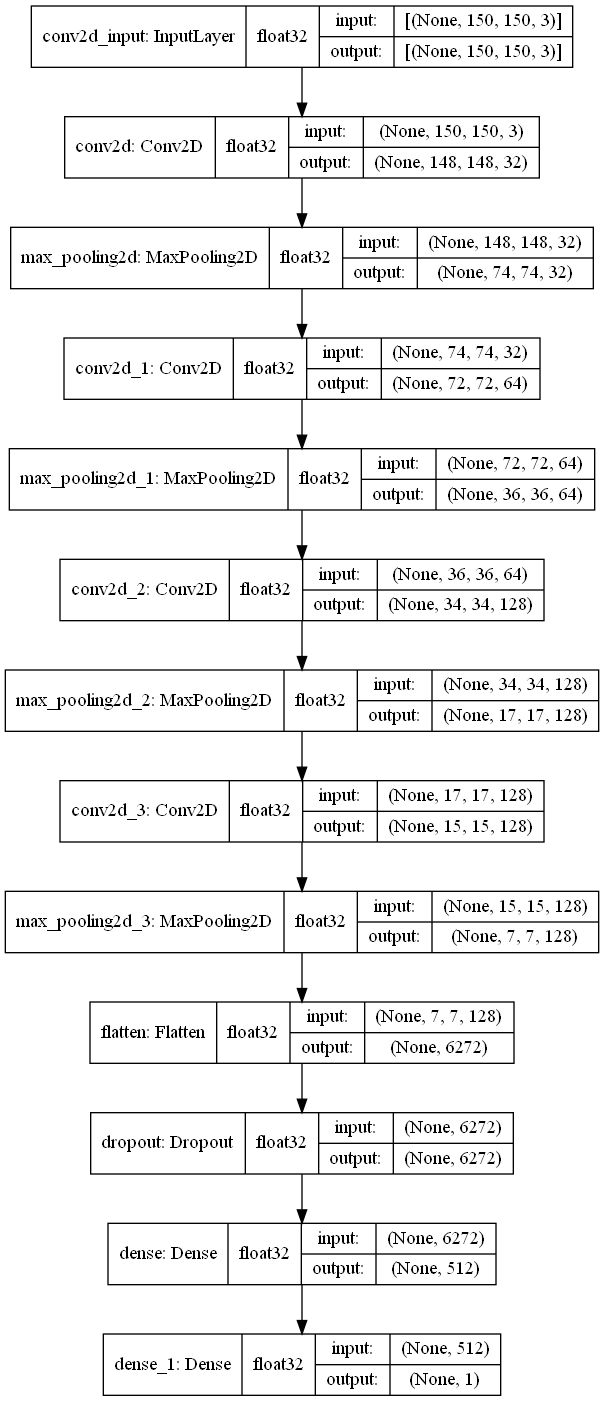 conv2d_input: InputLayer float32 input: [(None, 150, 150, 3)]
output: [(None, 150, 150, 3)]
conv2d: Conv2D float32 input: (None, 150, 150, 3)
output: (None, 148, 148, 32)
max_pooling2d: MaxPooling2D float32 input: (None, 148, 148, 32)
output: (None, 74, 74, 32)
conv2d_1: Conv2D float32 input: (None, 74, 74, 32)
output: (None, 72, 72, 64)
max_pooling2d_1: MaxPooling2D float32 input: (None, 72, 72, 64)
output: (None, 36, 36, 64)
conv2d_2: Conv2D float32 input: (None, 36, 36, 64)
output: (None, 34, 34, 128)
max_pooling2d_2: MaxPooling2D float32 input: (None, 34, 34, 128)
output: (None, 17, 17, 128)
conv2d_3: Conv2D float32 input: (None, 17, 17, 128)
output: (None, 15, 15, 128)
max_pooling2d_3: MaxPooling2D float32 input: (None, 15, 15, 128)
output: (None, 7, 7, 128)
flatten: Flatten float32 input: (None, 7, 7, 128)
output: (None, 6272)
dropout: Dropout float32 input: (None, 6272)
output: (None, 6272)
dense: Dense float32 input: (None, 6272)
output: (None, 512)
dense_1: Dense float32 input: (None, 512)
output: (None, 1)